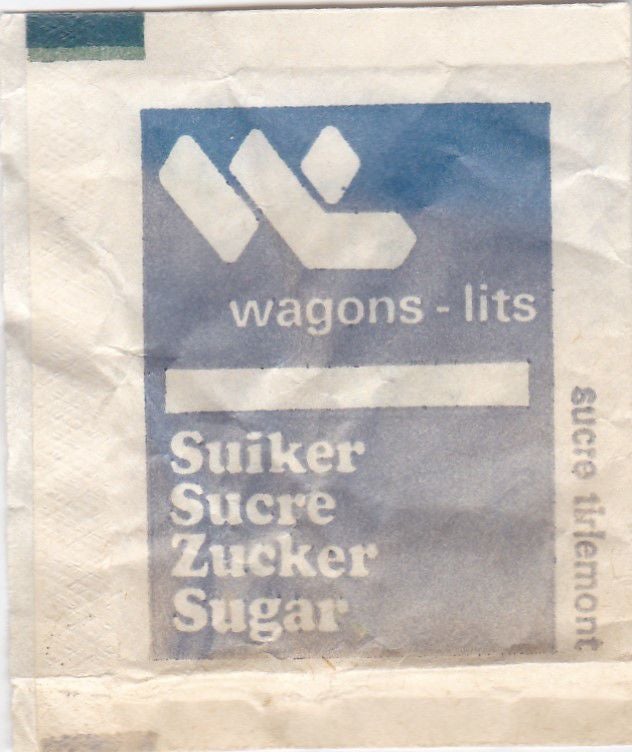 wagons - lits
Suiker
Sucre
Zucker
Sugar
sucre tirlemont